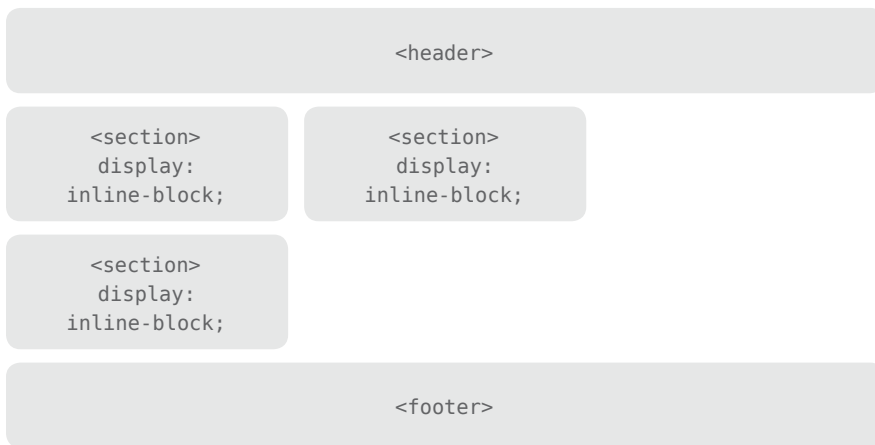 <header>
<section>
display:
inline-block;
<section>
display:
inline-block;
<section>
display:
inline-block;
<footer>